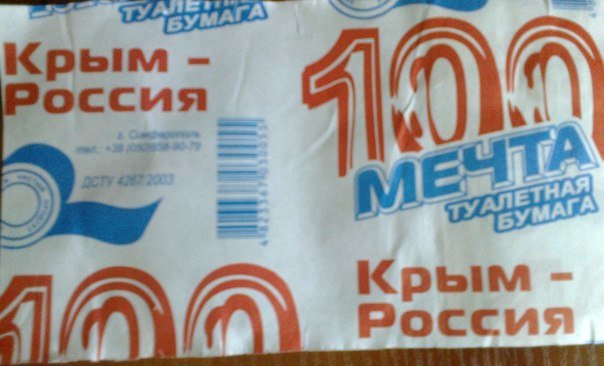 ТУАЛЕТНАЯ
БУМАГА
Крым –
Россия
г. Симферополь
ДСТУ 4267:2003
100
МЕЧТА
ТУАЛЕТНАЯ
БУМАГА
100
Крым –
Россия